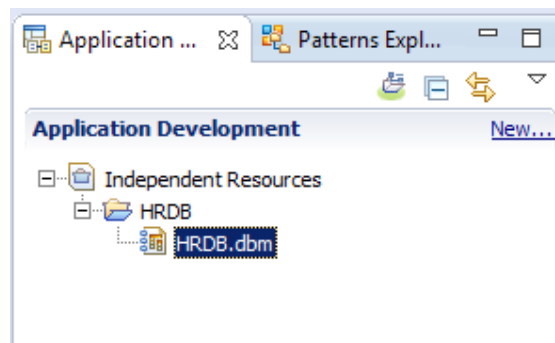 Application ... Patterns Expl...
Application Development New...
Independent Resources
HRDB
HRDB.dbm